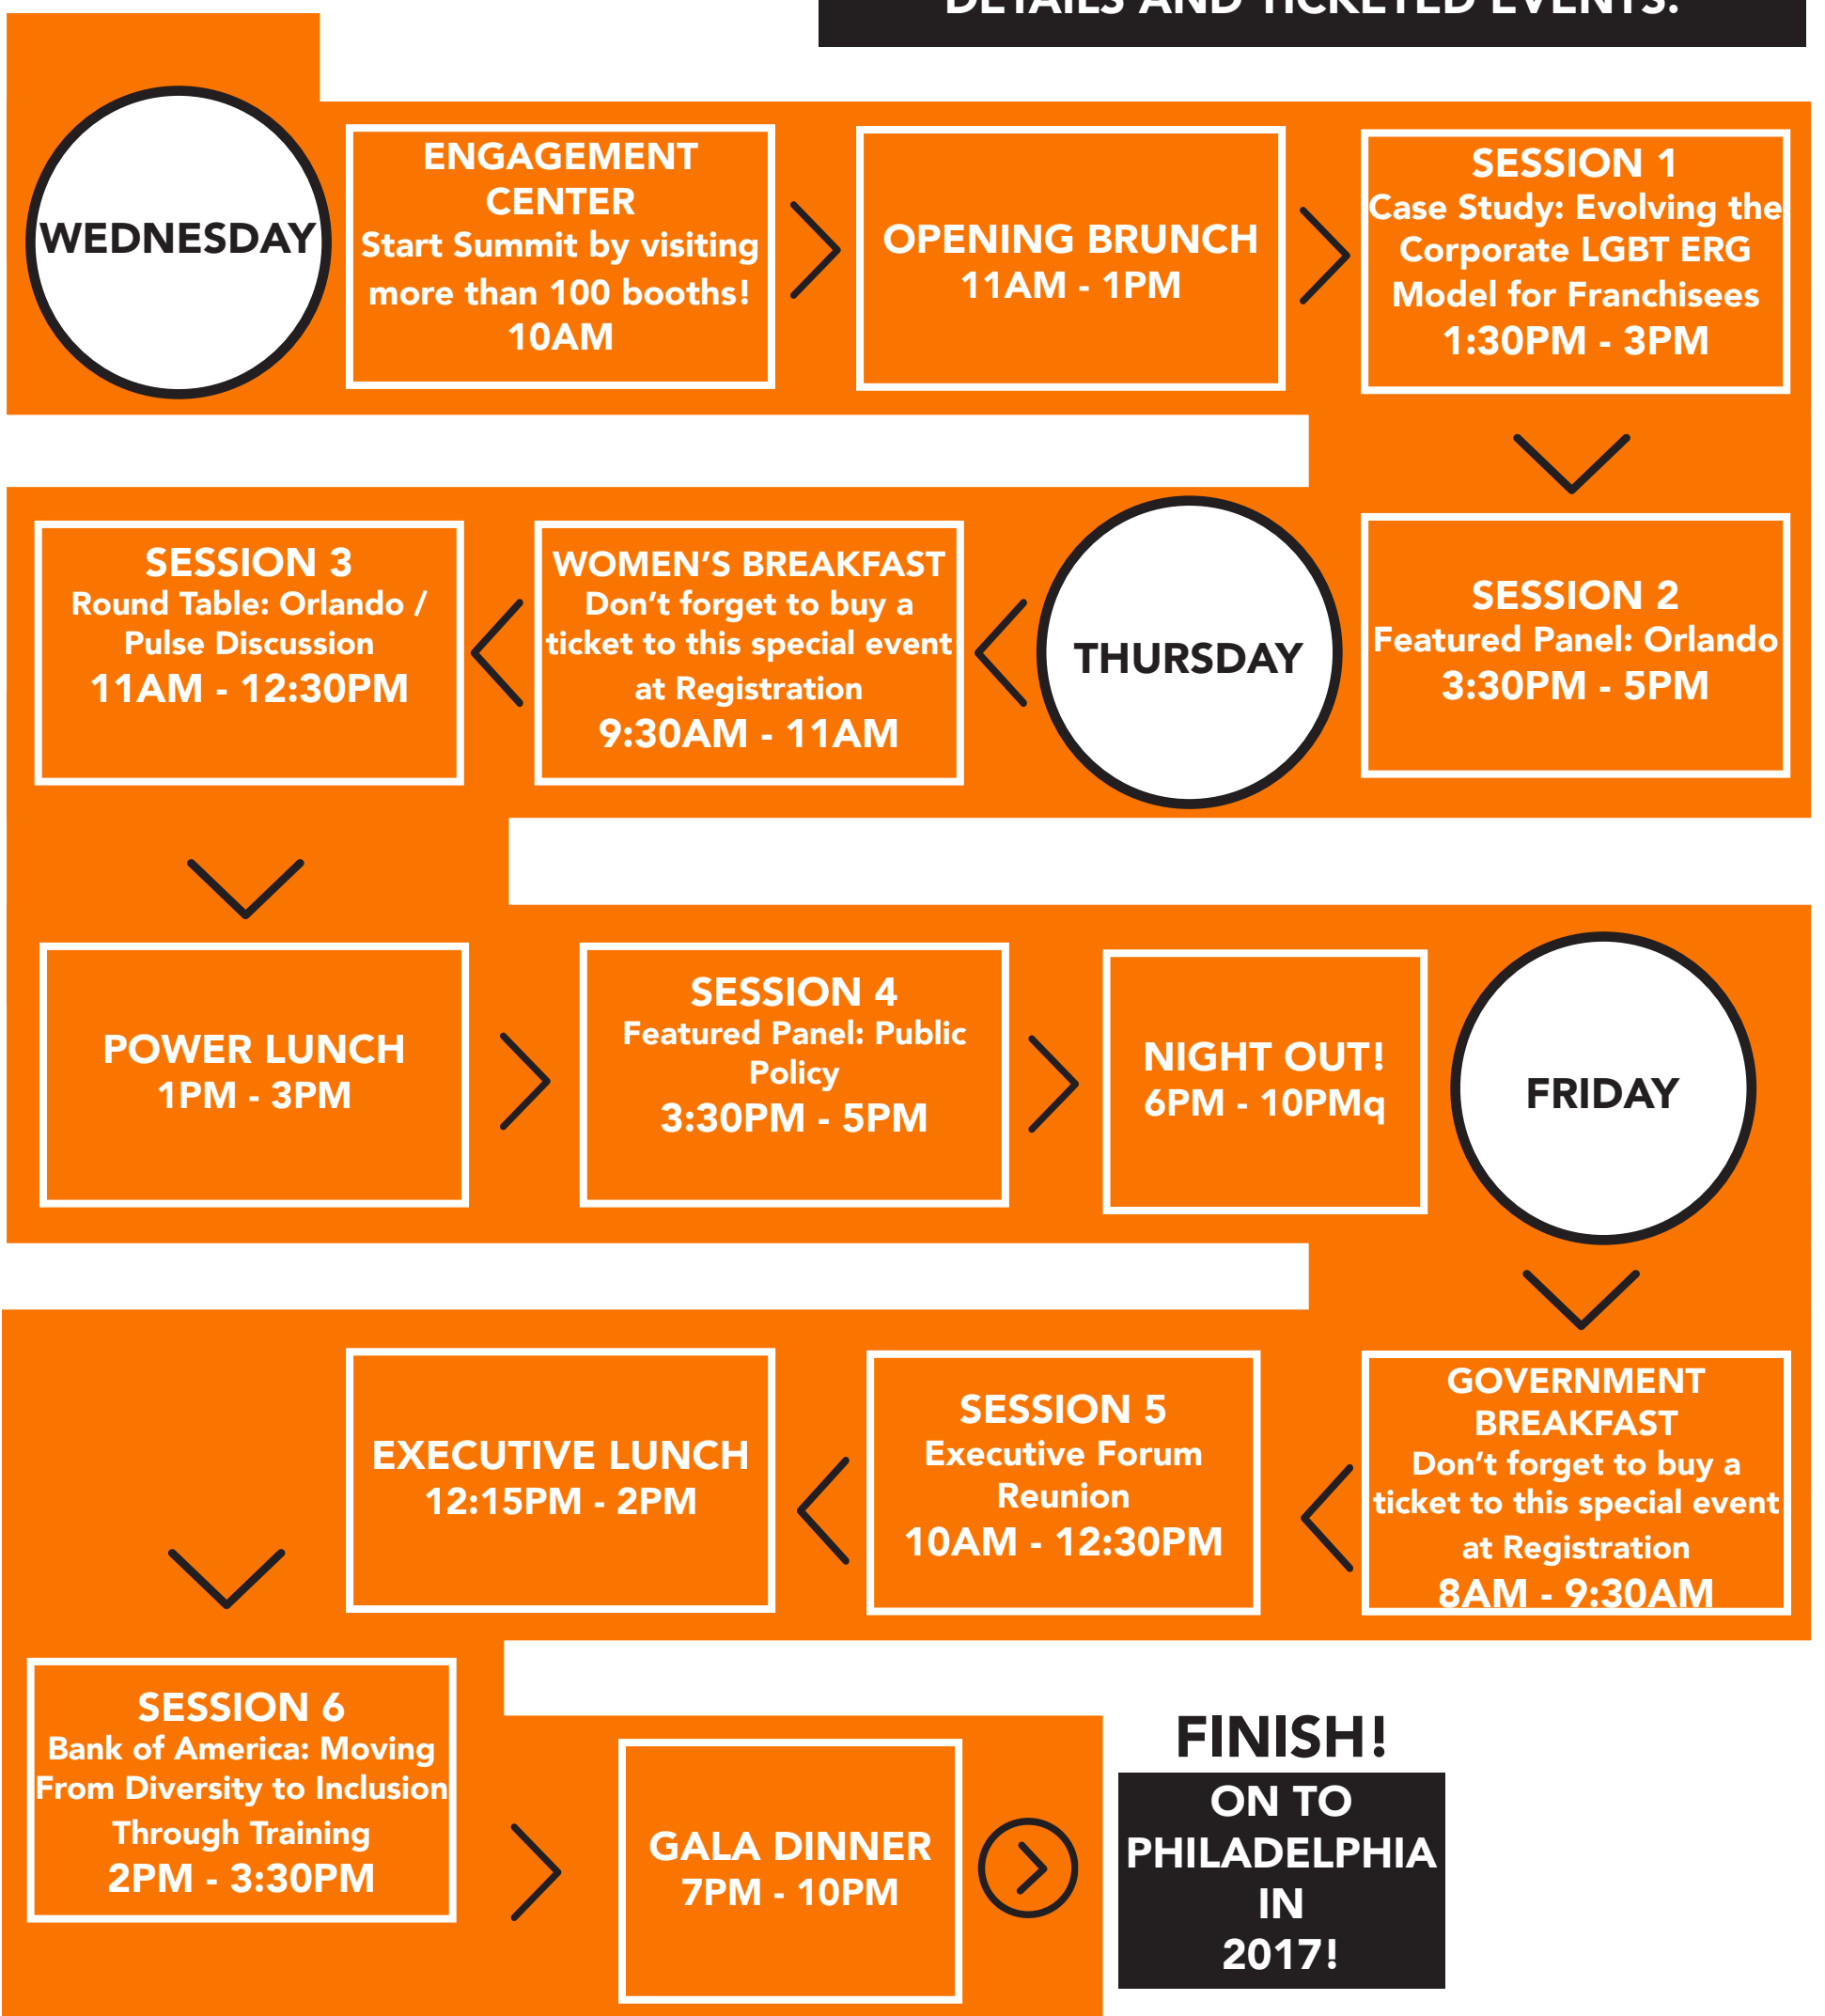 DETAILS AND TICKETED EVENTS.
WEDNESDAY
ENGAGEMENT
CENTER
Start Summit by visiting
more than 100 booths!
10AM
OPENING BRUNCH
11AM - 1PM
SESSION 1
Case Study: Evolving the
Corporate LGBT ERG
Model for Franchisees
1:30PM - 3PM
SESSION 2
Featured Panel: Orlando
3:30PM - 5PM
THURSDAY
WOMEN’S BREAKFAST
Don’t forget to buy a
ticket to this special event
at Registration
9:30AM - 11AM
SESSION 3
Round Table: Orlando /
Pulse Discussion
11AM - 12:30PM
POWER LUNCH
1PM - 3PM
SESSION 4
Featured Panel: Public
Policy
3:30PM - 5PM
NIGHT OUT!
6PM - 10PMq
FRIDAY
GOVERNMENT
BREAKFAST
Don’t forget to buy a
ticket to this special event
at Registration
8AM - 9:30AM
SESSION 5
Executive Forum
Reunion
10AM - 12:30PM
EXECUTIVE LUNCH
12:15PM - 2PM
SESSION 6
Bank of America: Moving
From Diversity to Inclusion
Through Training
2PM - 3:30PM
GALA DINNER
7PM - 10PM
FINISH!
ON TO
PHILADELPHIA
IN
2017!